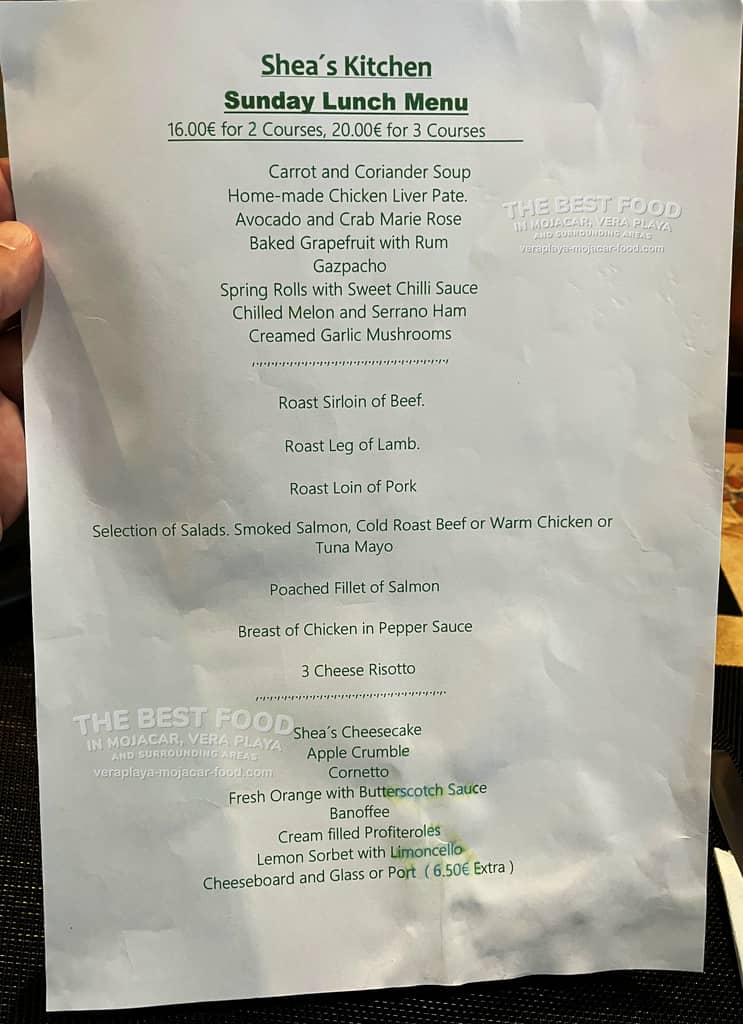 Shea´s Kitchen
Sunday Lunch Menu
16.00€ for 2 Courses, 20.00€ for 3 Courses
Carrot and Coriander Soup
Home-made Chicken Liver Pate.
Avocado and Crab Marie Rose
Baked Grapefruit with Rum
Gazpacho
Spring Rolls with Sweet Chilli Sauce
Chilled Melon and Serrano Ham
Creamed Garlic Mushrooms
THE BEST FOOD
IN MOJACAR, VERA PLAYA
AND SURROUNDING AREAS
veraplaya-mojacar-food.com
Roast Sirloin of Beef.
Roast Leg of Lamb.
Roast Loin of Pork
Selection of Salads. Smoked Salmon, Cold Roast Beef or Warm Chicken or
Tuna Mayo
Poached Fillet of Salmon
Breast of Chicken in Pepper Sauce
3 Cheese Risotto
Shea´s Cheesecake
Apple Crumble
Cornetto
Fresh Orange with Butterscotch Sauce
Banoffee
Cream filled Profiteroles
Lemon Sorbet with Limoncello
Cheeseboard and Glass or Port ( 6.50€ Extra )
THE BEST FOOD
IN MOJACAR, VERA PLAYA
AND SURROUNDING AREAS
veraplaya-mojacar-food.com